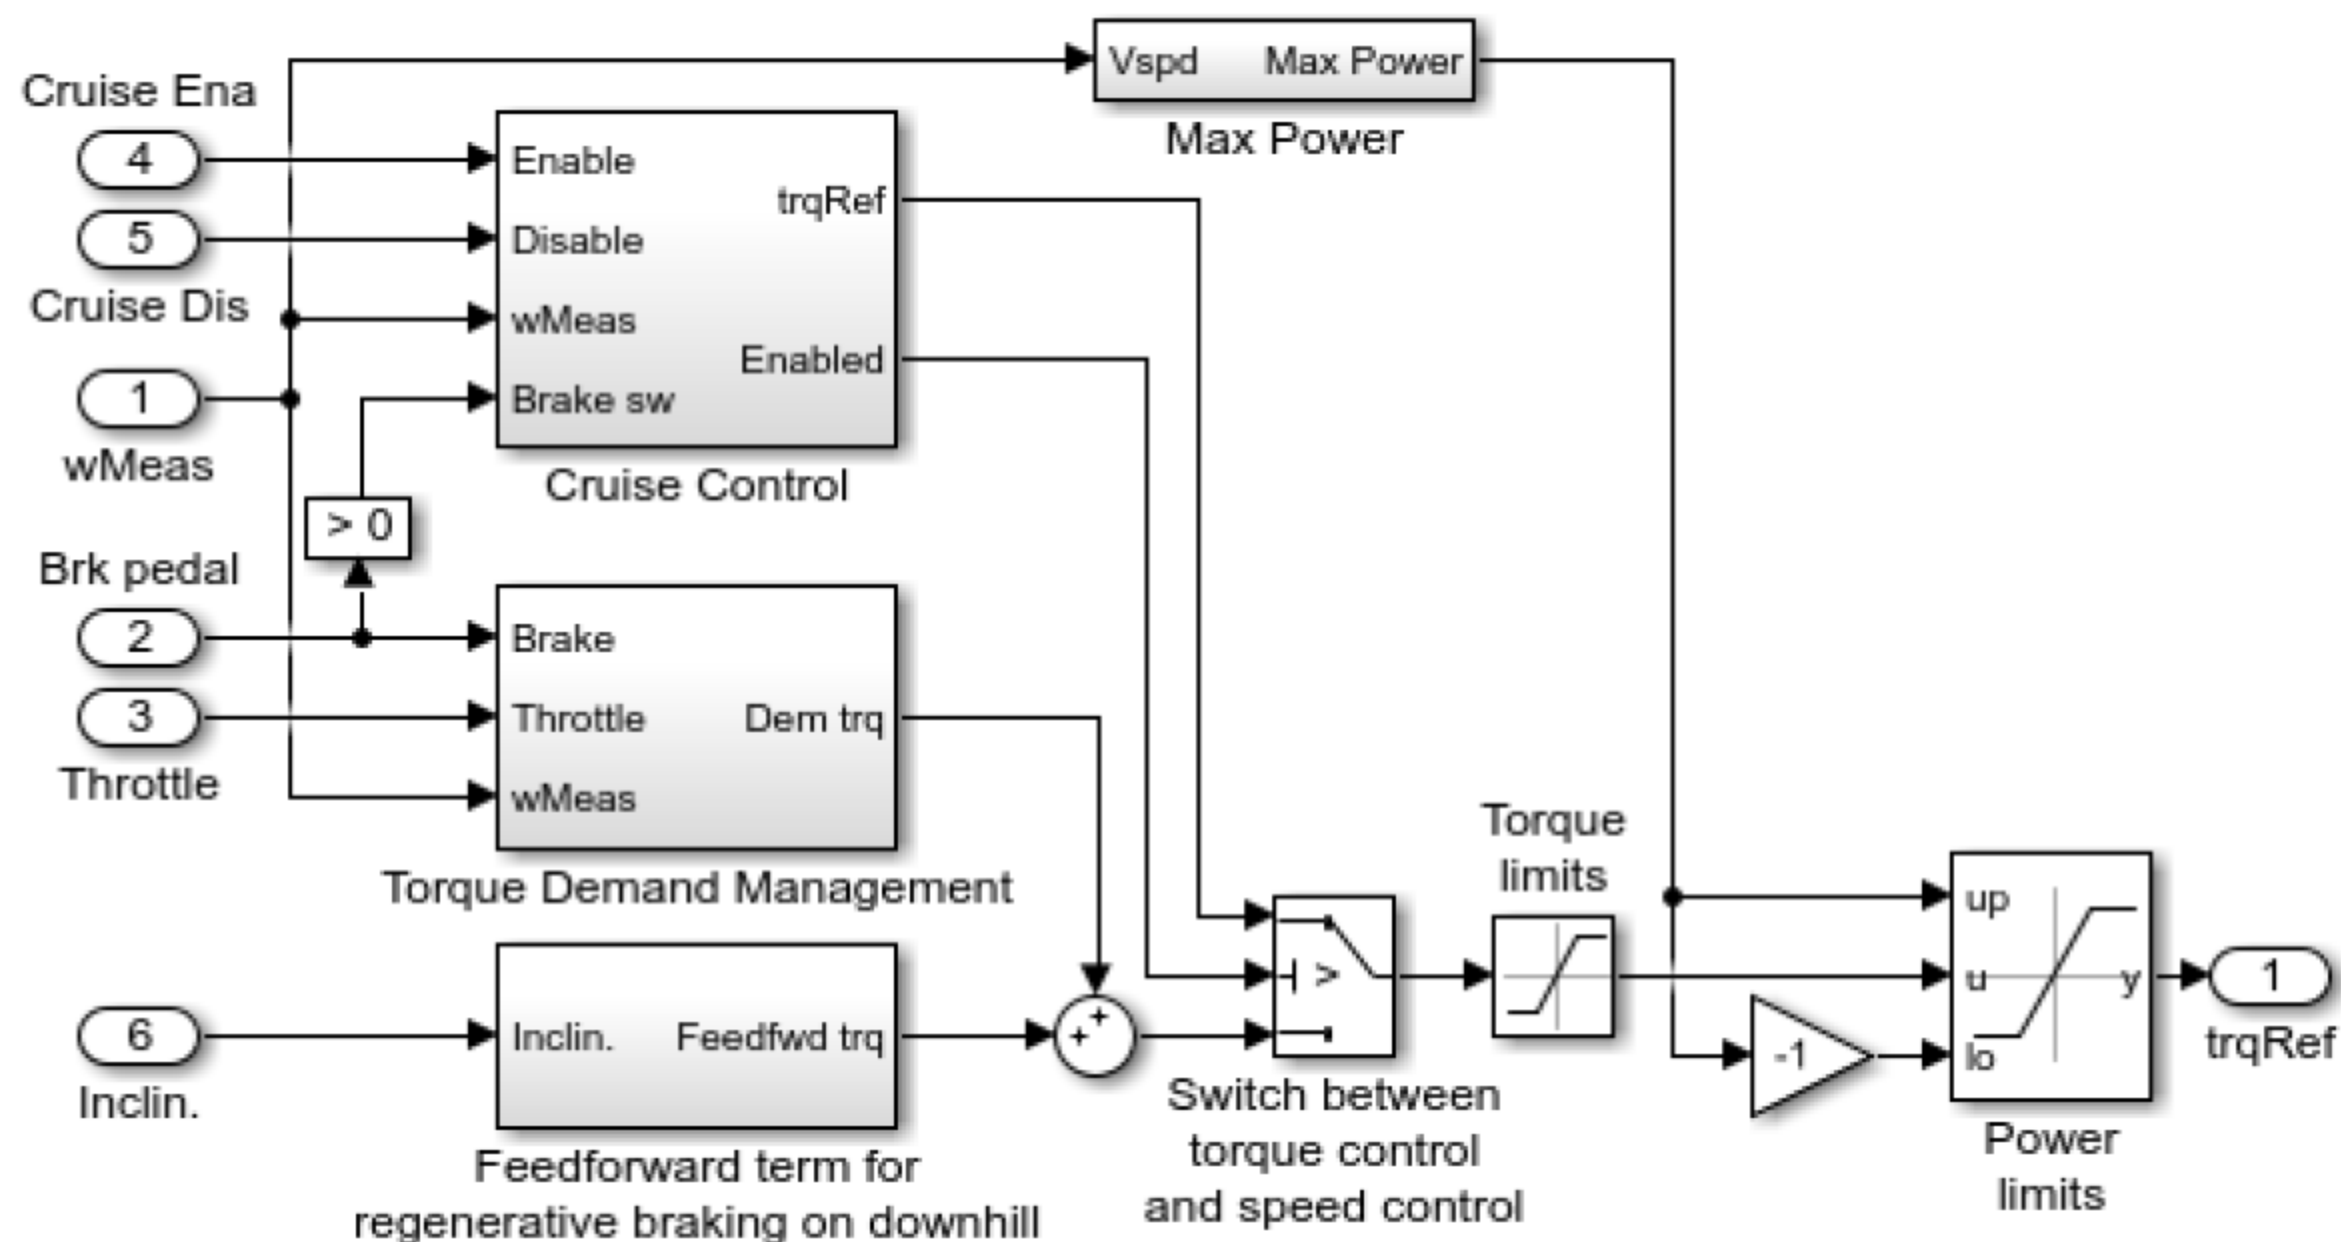 Vspd Max Power
Max Power
Cruise Ena
4
5
Cruise Dis
1
wMeas
Enable
Disable
wMeas
Brake sw
trqRef
Enabled
Cruise Control
> 0
Brk pedal
2
3
Throttle
Brake
Throttle
wMeas
Dem trq
Torque Demand Management
6
Inclin.
Inclin. Feedfwd trq
Feedforward term for
regenerative braking on downhill
+
+
>
Switch between
torque control
and speed control
Torque
limits
-1
up
u
lo
y
Power
limits
1
trqRef